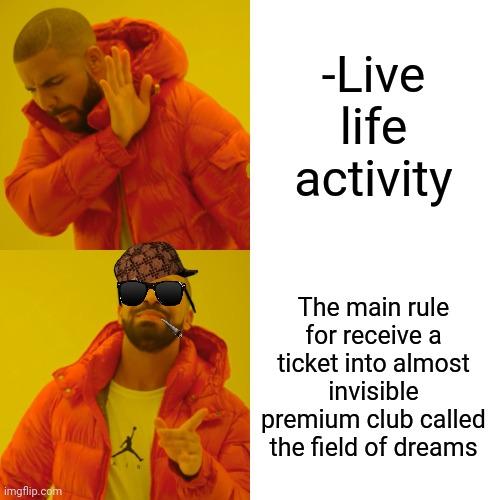 -Live
life
activity
The main rule
for receive a
ticket into almost
invisible
premium club called
the field of dreams
AIR
imgflip.com